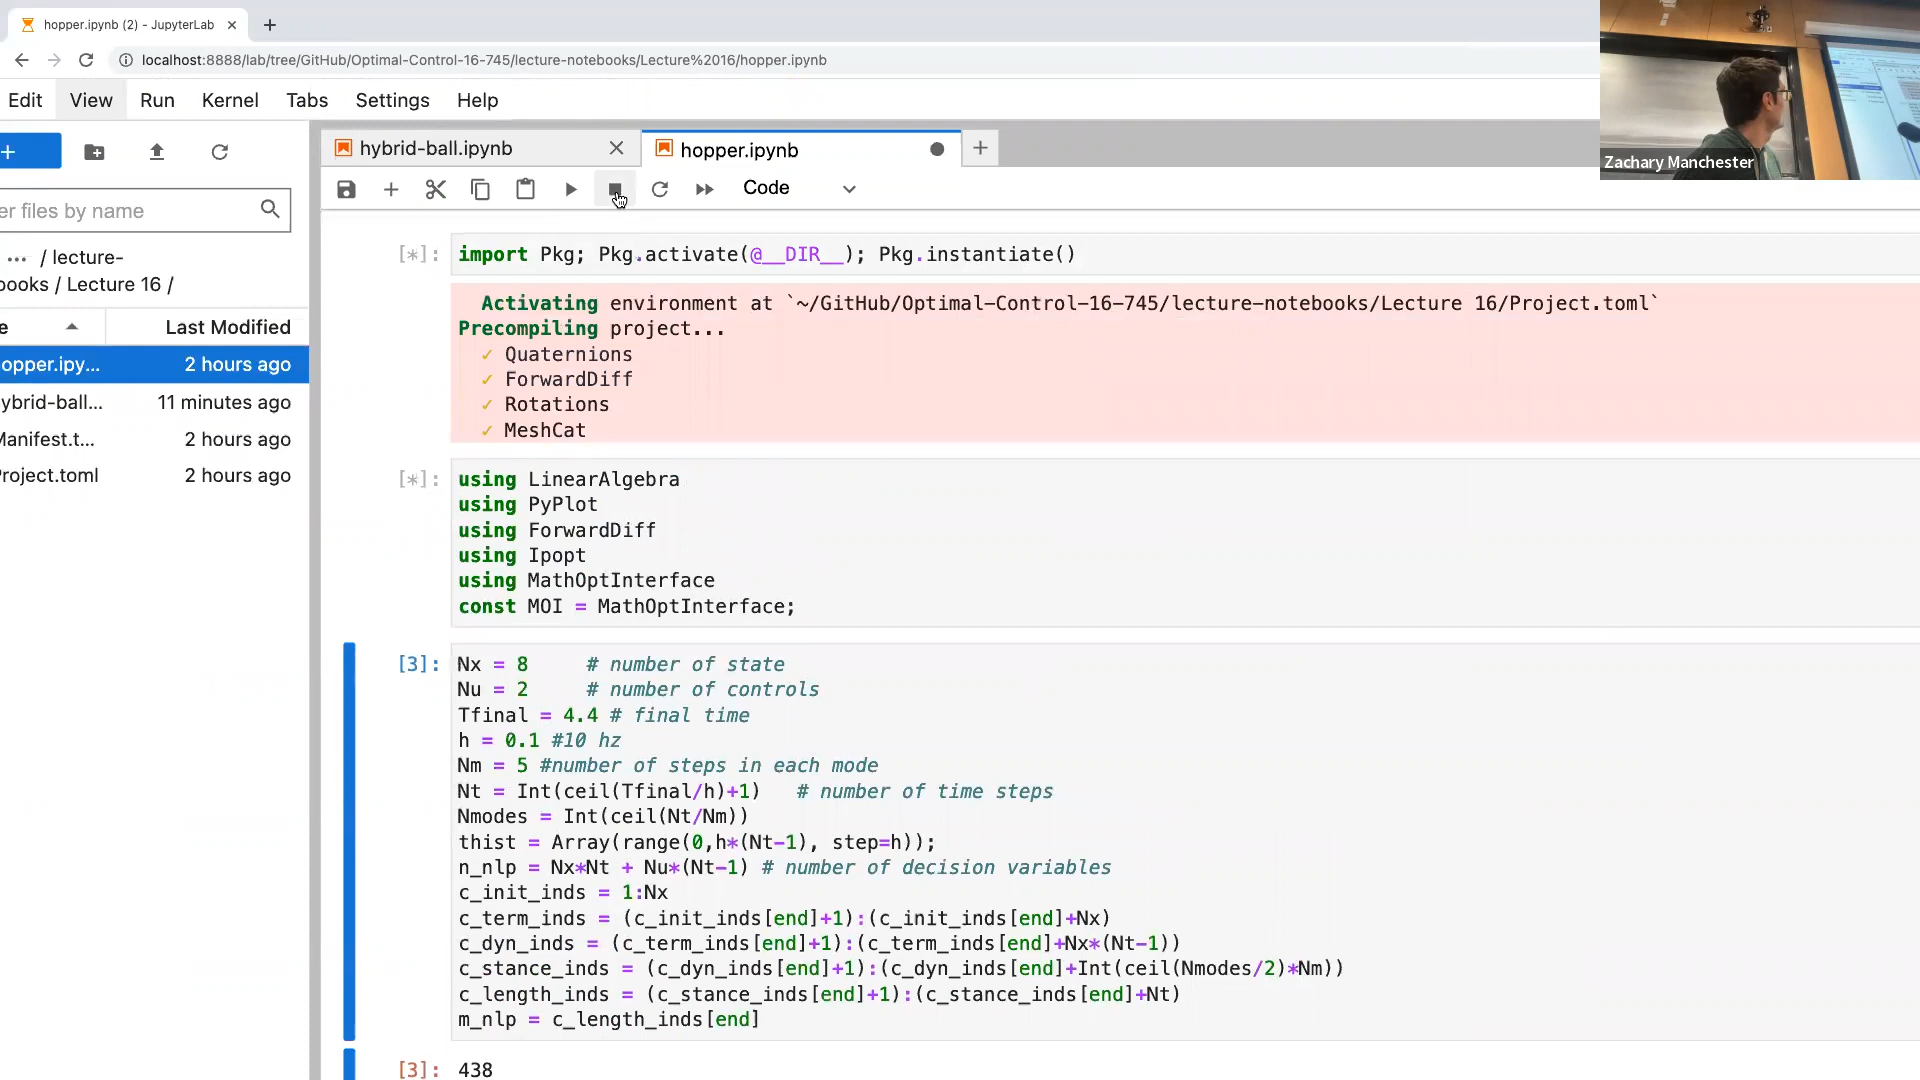 hopper.ipynb (2) - JupyterLab
localhost:8888/lab/tree/GitHub/Optimal-Control-16-745/lecture-notebooks/Lecture%2016/hopper.ipynb
Edit View Run Kernel Tabs Settings Help
Zachary Manchester
hybrid-ball.ipynb
hopper.ipynb
Code
er files by name
... / lecture-
books / Lecture 16 /
e Last Modified
opper.ipy... 2 hours ago
ybrid-ball... 11 minutes ago
Manifest.t... 2 hours ago
Project.toml 2 hours ago
[*]: import Pkg; Pkg.activate(@__DIR__); Pkg.instantiate()
Activating environment at `~/GitHub/Optimal-Control-16-745/lecture-notebooks/Lecture 16/Project.toml`
Precompiling project...
✓ Quaternions
✓ ForwardDiff
✓ Rotations
✓ MeshCat
[*]: using LinearAlgebra
using PyPlot
using ForwardDiff
using Ipopt
using MathOptInterface
const MOI = MathOptInterface;
[3]: Nx = 8 # number of state
Nu = 2 # number of controls
Tfinal = 4.4 # final time
h = 0.1 #10 hz
Nm = 5 #number of steps in each mode
Nt = Int(ceil(Tfinal/h)+1) # number of time steps
Nmodes = Int(ceil(Nt/Nm))
thist = Array(range(0,h*(Nt-1), step=h));
n_nlp = Nx*Nt + Nu*(Nt-1) # number of decision variables
c_init_inds = 1:Nx
c_term_inds = (c_init_inds[end]+1):(c_init_inds[end]+Nx)
c_dyn_inds = (c_term_inds[end]+1):(c_term_inds[end]+Nx*(Nt-1))
c_stance_inds = (c_dyn_inds[end]+1):(c_dyn_inds[end]+Int(ceil(Nmodes/2)*Nm))
c_length_inds = (c_stance_inds[end]+1):(c_stance_inds[end]+Nt)
m_nlp = c_length_inds[end]
[3]: 438